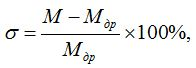 σ = (M − M_др) / M_др × 100%,